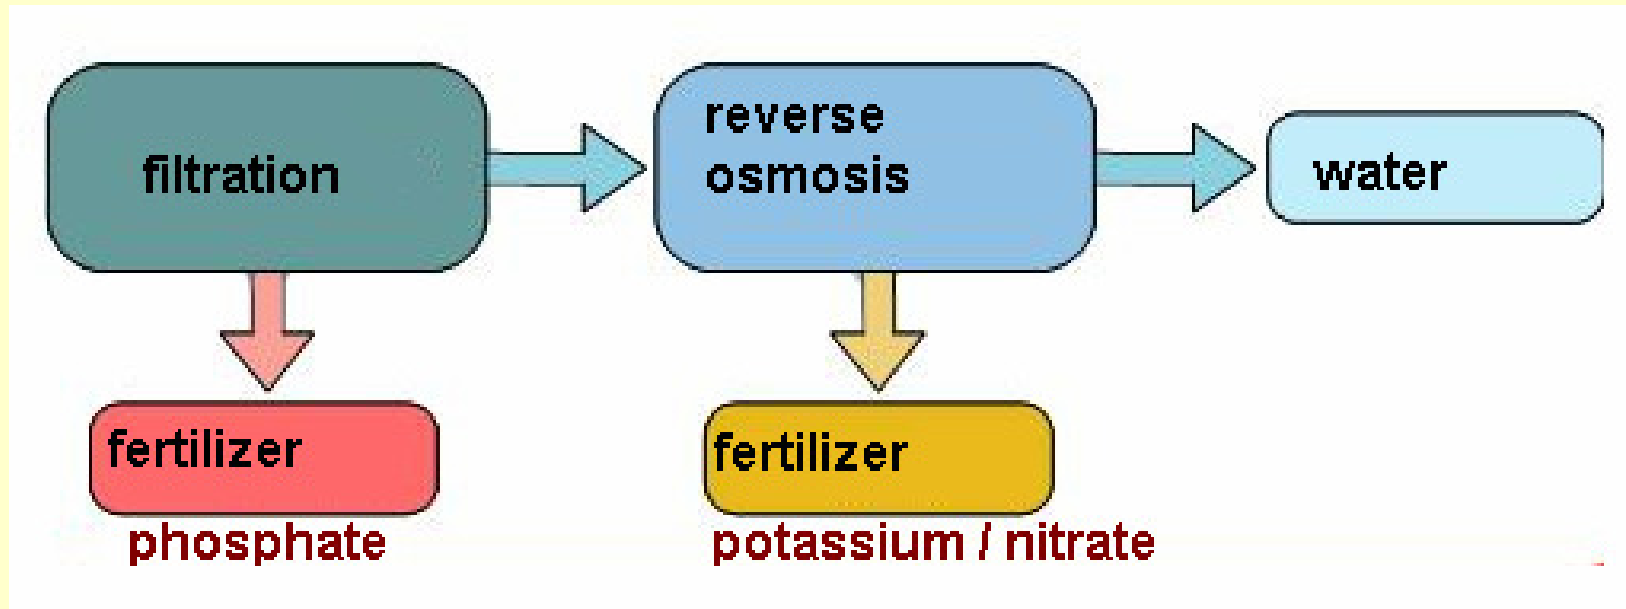 filtration
reverse
osmosis
water
fertilizer
phosphate
fertilizer
potassium / nitrate